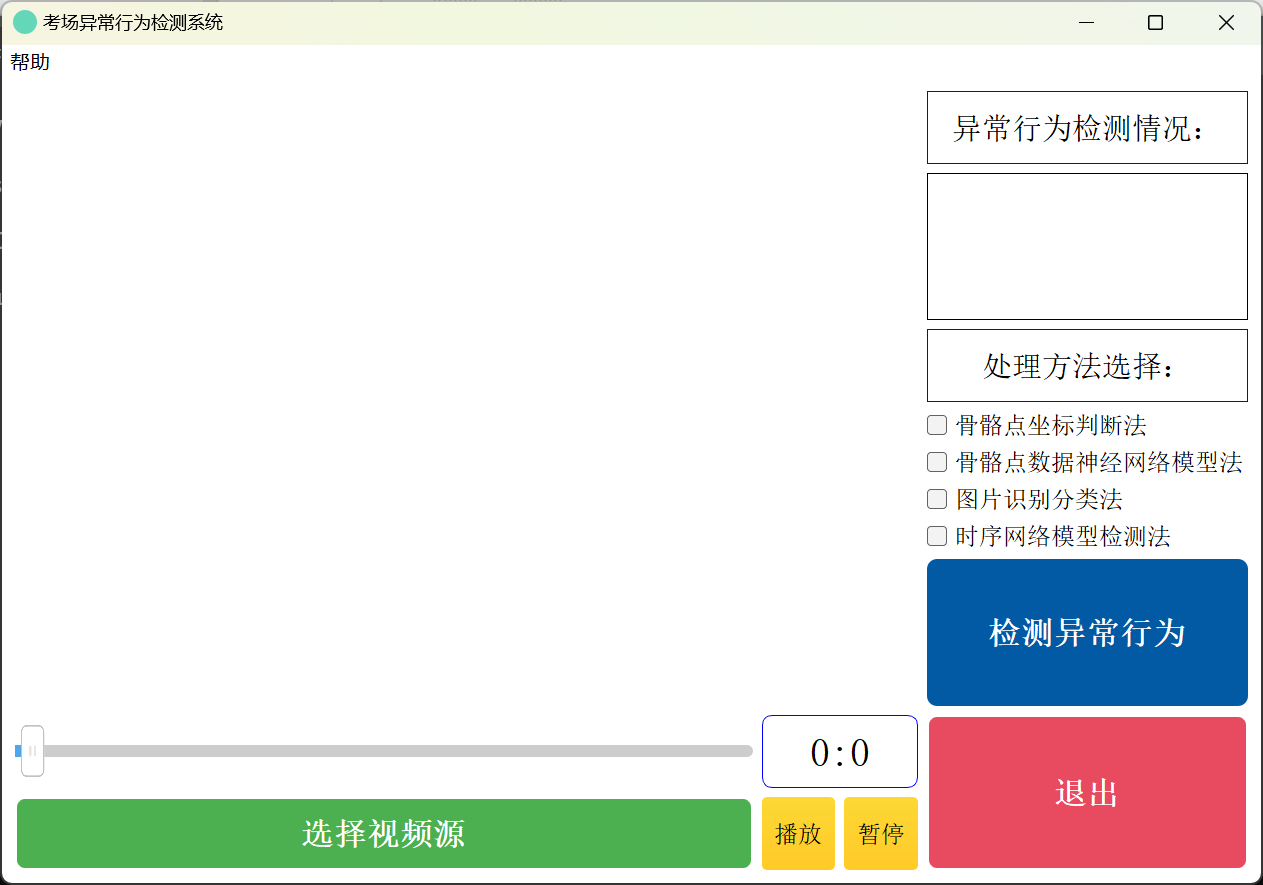 考场异常行为检测系统
帮助
异常行为检测情况：
处理方法选择：
骨骼点坐标判断法
骨骼点数据神经网络模型法
图片识别分类法
时序网络模型检测法
检测异常行为
0:0
选择视频源
播放
暂停
退出